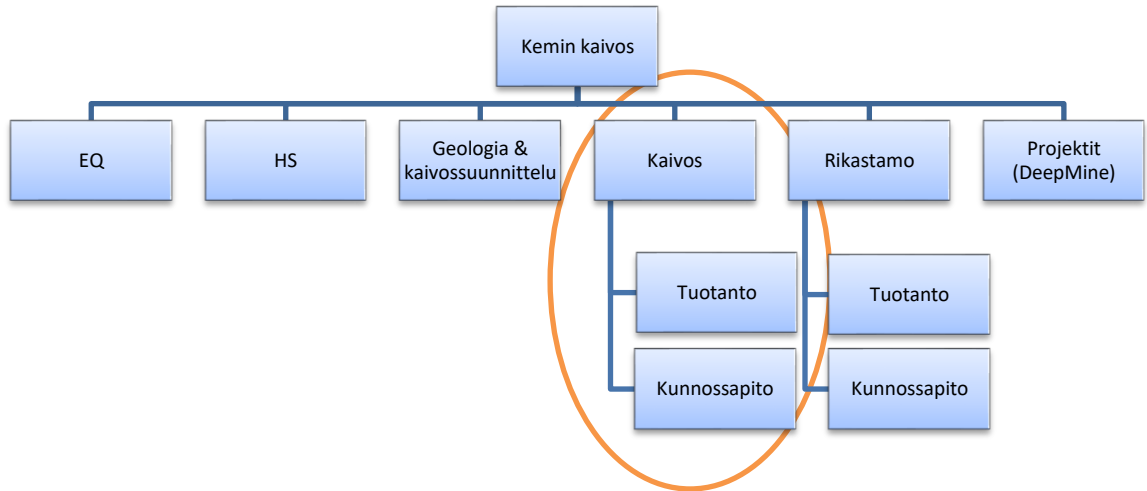 Kemin kaivos
EQ
HS
Geologia &
kaivossuunnittelu
Kaivos
Rikastamo
Projektit
(DeepMine)
Tuotanto
Tuotanto
Kunnossapito
Kunnossapito